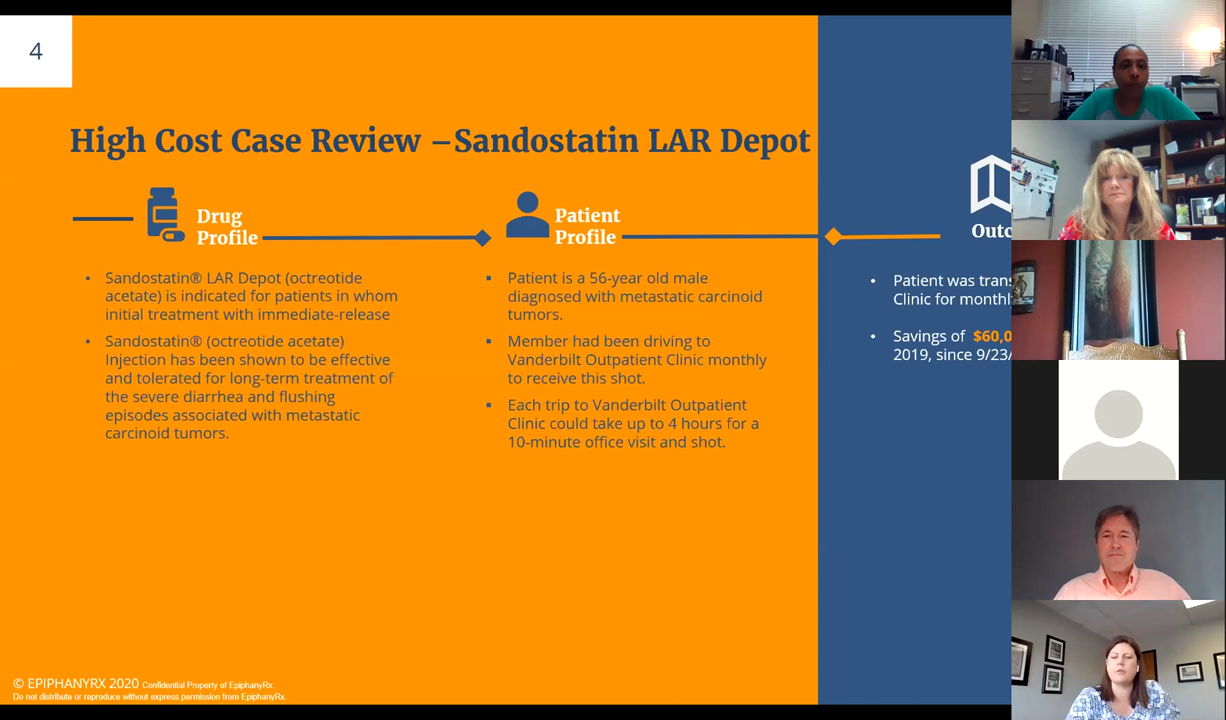 4
High Cost Case Review –Sandostatin LAR Depot
Drug
Profile
• Sandostatin® LAR Depot (octreotide
acetate) is indicated for patients in whom
initial treatment with immediate-release
• Sandostatin® (octreotide acetate)
Injection has been shown to be effective
and tolerated for long-term treatment of
the severe diarrhea and flushing
episodes associated with metastatic
carcinoid tumors.
Patient
Profile
▪ Patient is a 56-year old male
diagnosed with metastatic carcinoid
tumors.
▪ Member had been driving to
Vanderbilt Outpatient Clinic monthly
to receive this shot.
▪ Each trip to Vanderbilt Outpatient
Clinic could take up to 4 hours for a
10-minute office visit and shot.
Outc
• Patient was trans
Clinic for monthl
• Savings of $60,0
2019, since 9/23/
© EPIPHANYRX 2020 Confidential Property of EpiphanyRx.
Do not distribute or reproduce without express permission from EpiphanyRx.